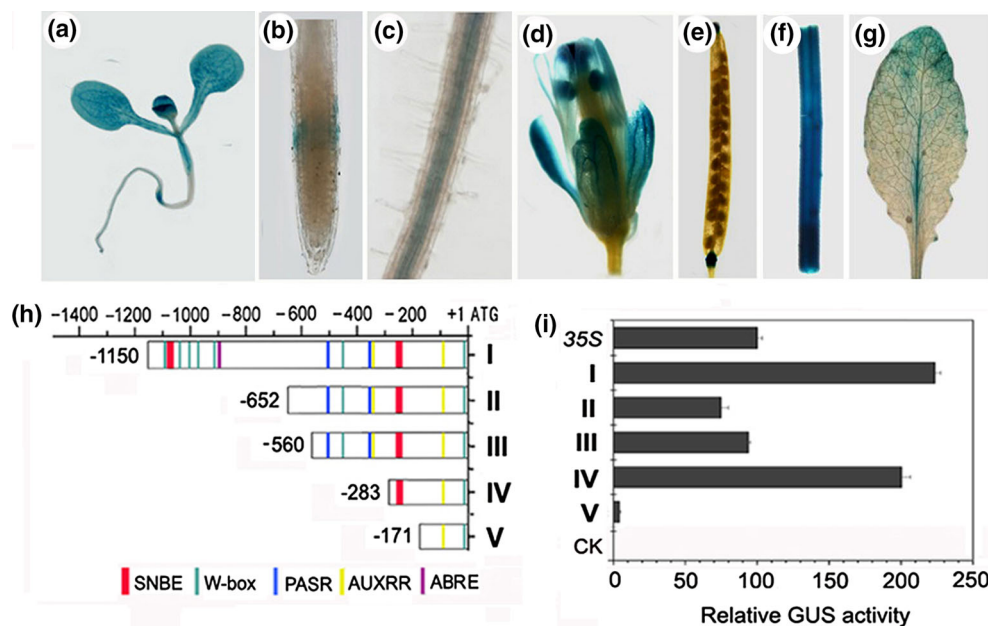 (a) (b) (c) (d) (e) (f) (g)
(h) -1400 -1200 -1000 -800 -600 -400 -200 +1 ATG
-1150 I
-652 II
-560 III
-283 IV
-171 V
SNBE W-box PASR AUXRR ABRE
(i)
35S
I
II
III
IV
V
CK
0 50 100 150 200 250
Relative GUS activity